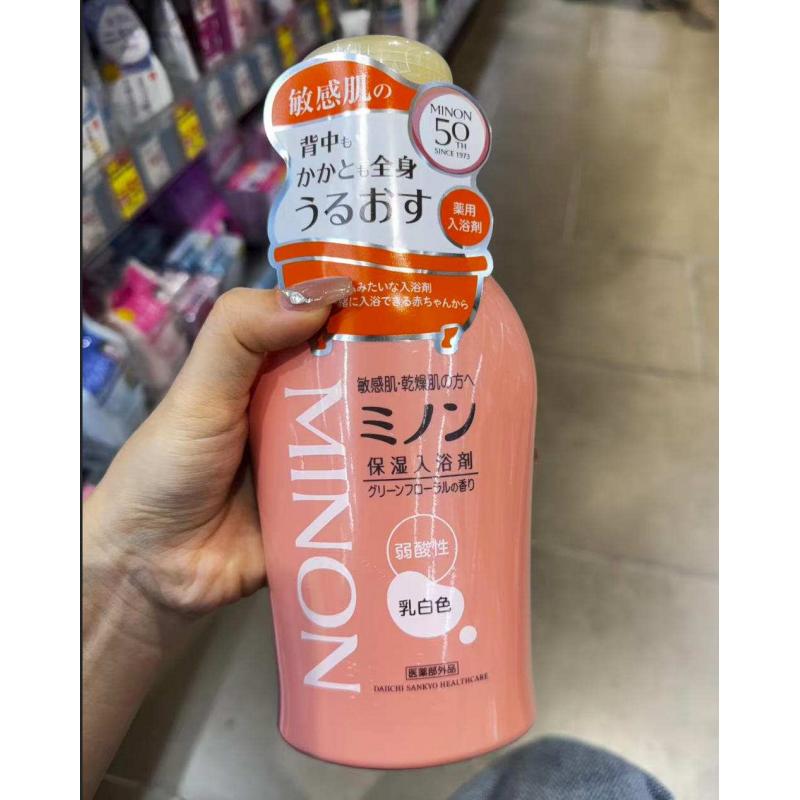 敏感肌の
MINON
50TH
SINCE 1973
背中も
かかとも全身
うるおす
薬用
入浴剤
みたいな入浴剤
緒に入浴できる赤ちゃんから
敏感肌・乾燥肌の方へ
ミノン
保湿入浴剤
グリーンフローラルの香り
MINON
弱酸性
乳白色
医薬部外品
DAIICHI SANKYO HEALTHCARE